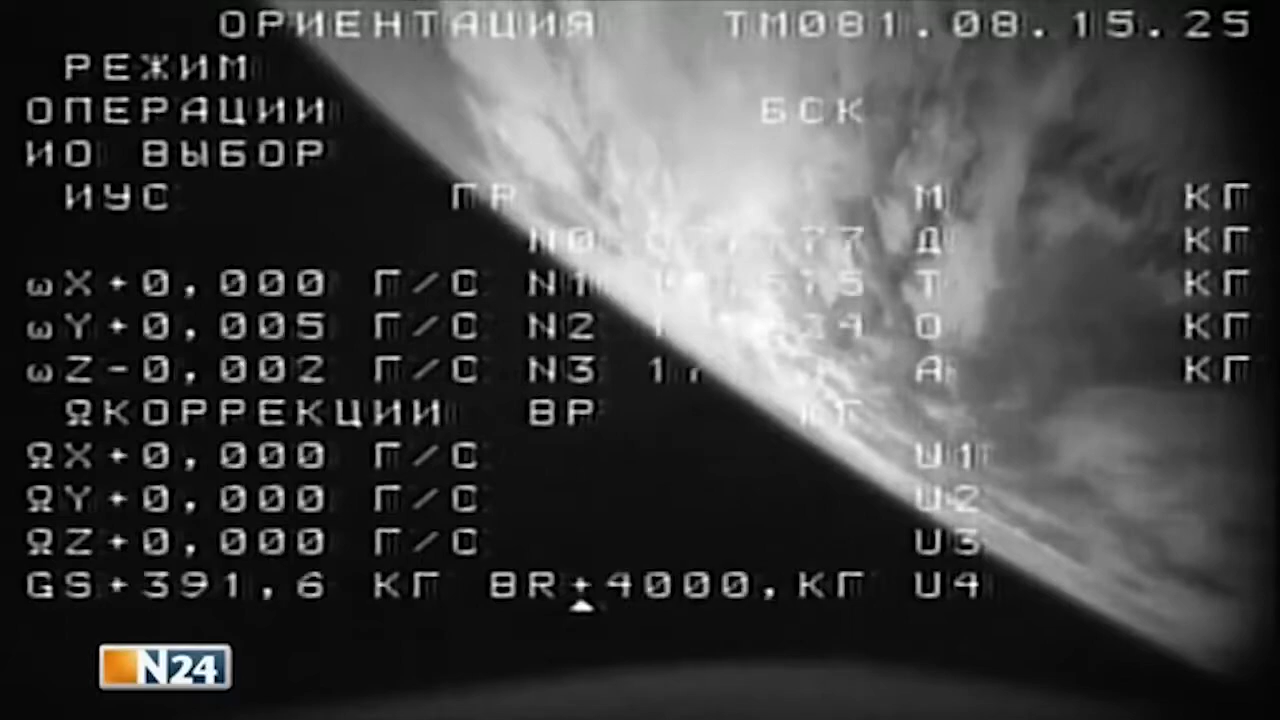 ОРИЕНТАЦИЯ ТМ081.08.15.25
РЕЖИМ
ОПЕРАЦИИ БСК
ИО ВЫБОР
ИУС ГР М КГ
N0 Д КГ
ωX+0,000 Г/С N1 Т КГ
ωY+0,005 Г/С N2 О КГ
ωZ-0,002 Г/С N3 А КГ
ΩКОРРЕКЦИИ ВР КГ
ΩX+0,000 Г/С U1
ΩY+0,000 Г/С U2
ΩZ+0,000 Г/С U3
GS+391,6 КГ BR+4000,КГ U4
N24